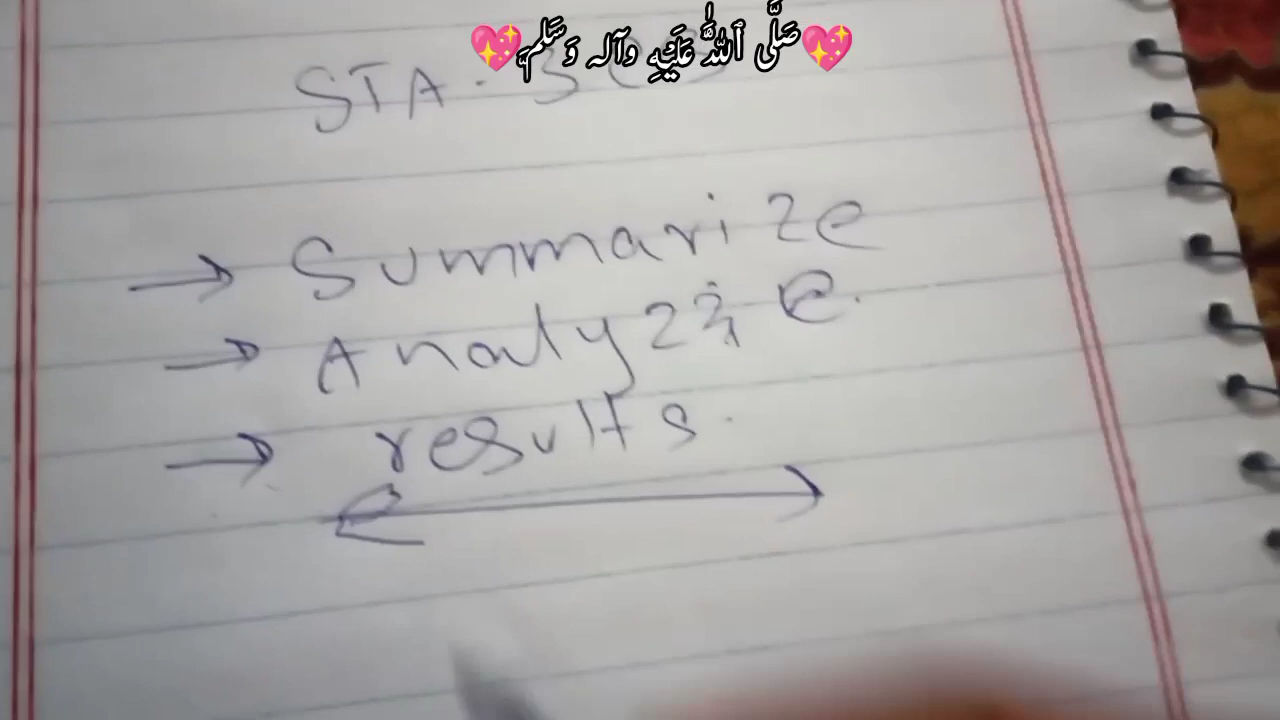 💖صَلَّى ٱللّٰهُ عَلَيْهِ وَآلِهِ وَسَلَّم💖
STA.
→ Summarize
→ Analyze.
→ results.